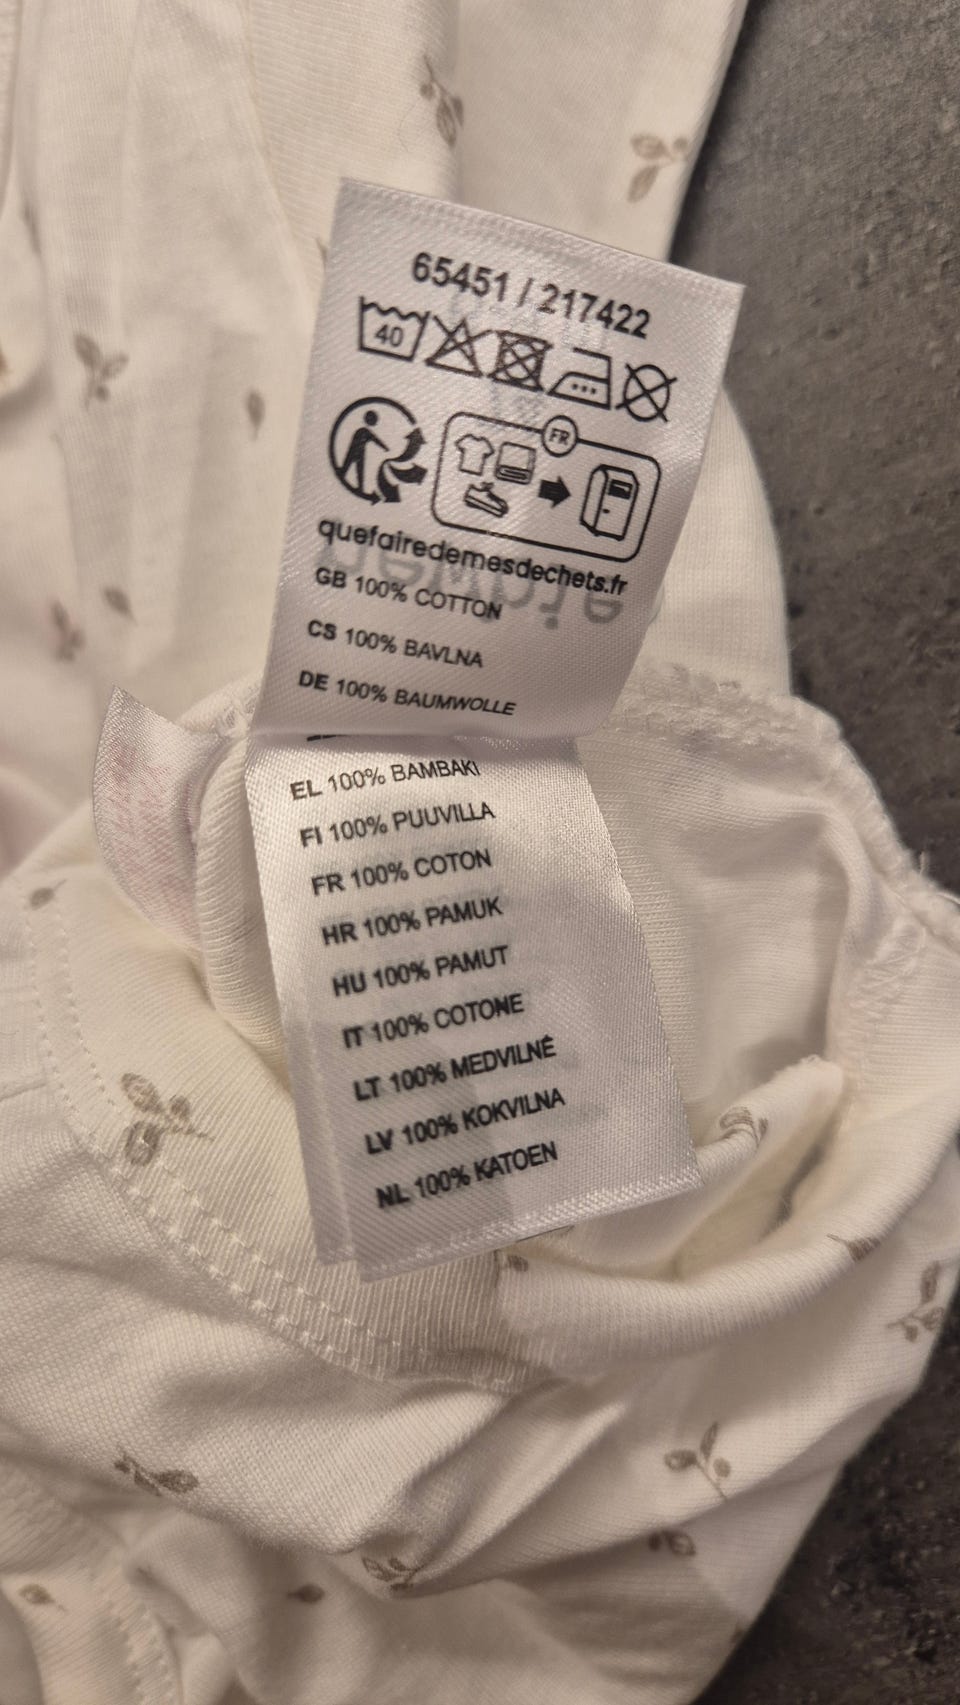 65451 / 217422
40
FR
quefairedemesdechets.fr
GB 100% COTTON
CS 100% BAVLNA
DE 100% BAUMWOLLE
EL 100% BAMBAKI
FI 100% PUUVILLA
FR 100% COTON
HR 100% PAMUK
HU 100% PAMUT
IT 100% COTONE
LT 100% MEDVILNĖ
LV 100% KOKVILNA
NL 100% KATOEN